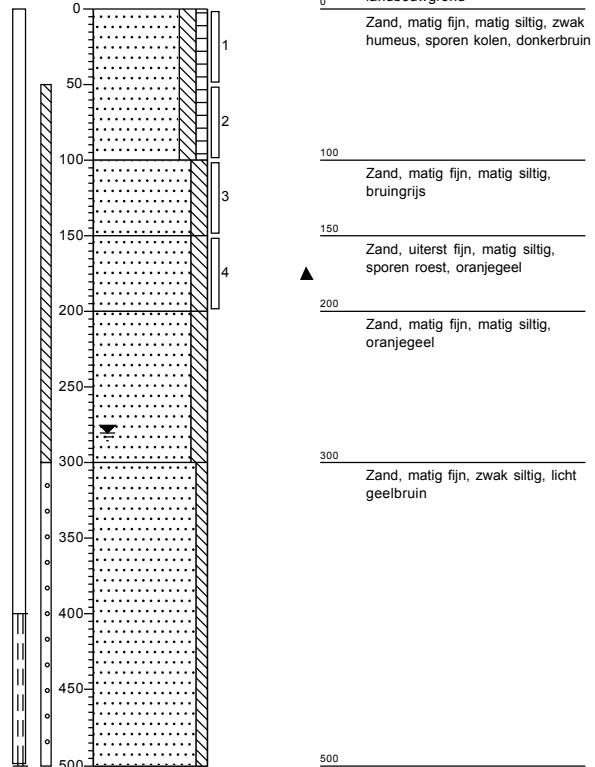 0
50
100
150
200
250
300
350
400
450
500
1
2
3
4
0
landbouwgrond
Zand, matig fijn, matig siltig, zwak
humeus, sporen kolen, donkerbruin
100
Zand, matig fijn, matig siltig,
bruingrijs
150
Zand, uiterst fijn, matig siltig,
sporen roest, oranjegeel
200
Zand, matig fijn, matig siltig,
oranjegeel
300
Zand, matig fijn, zwak siltig, licht
geelbruin
500